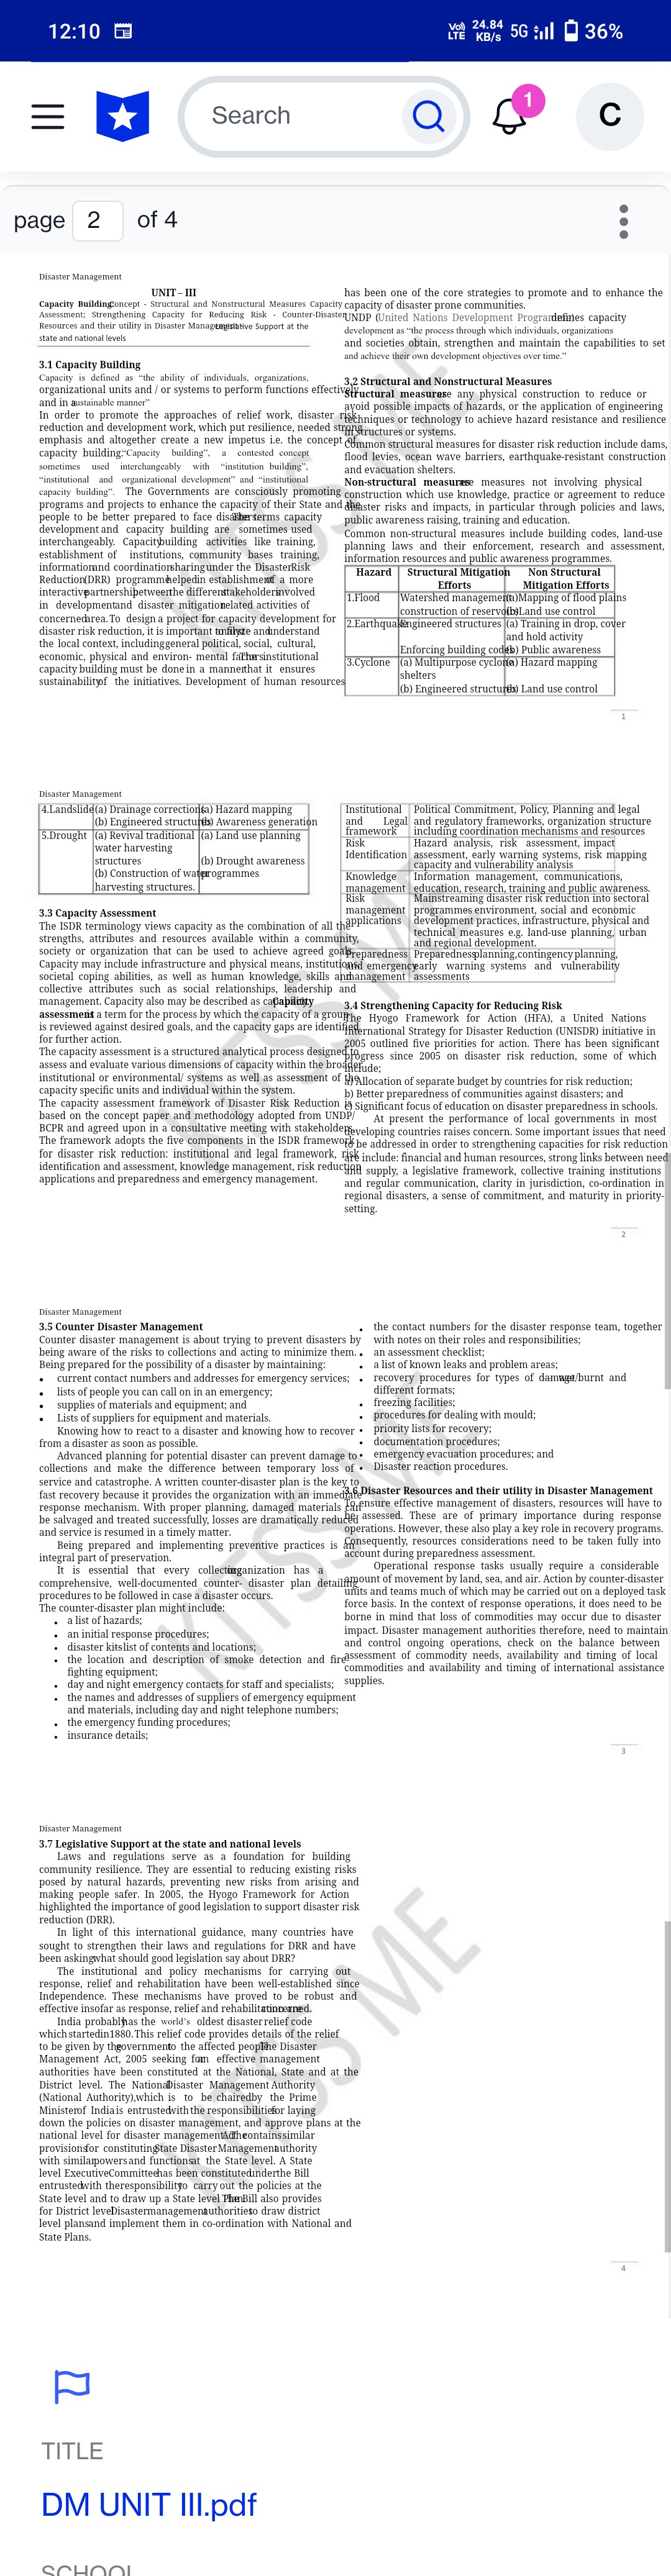 12:10
Vol) LTE
24.84 KB/s
5G
36%
Search
1
C
page 2 of 4
Disaster Management
UNIT – III
Capacity Building: Concept - Structural and Nonstructural Measures Capacity
Assessment; Strengthening Capacity for Reducing Risk - Counter-Disaster
Resources and their utility in Disaster Management - Legislative Support at the
state and national levels
3.1 Capacity Building
Capacity is defined as “the ability of individuals, organizations,
organizational units and / or systems to perform functions effectively
and in a sustainable manner”
In order to promote the approaches of relief work, disaster risk
reduction and development work, which put resilience, needed strong
emphasis and altogether create a new impetus i.e. the concept of
capacity building. “Capacity building”, a contested concept
sometimes used interchangeably with “institution building”,
“institutional and organizational development” and “institutional
capacity building”. The Governments are consciously promoting
programs and projects to enhance the capacity of their State and the
people to be better prepared to face disasters. The terms capacity
development and capacity building are sometimes used
interchangeably. Capacity building activities like training,
establishment of institutions, community bases training,
information and coordination sharing under the Disaster Risk
Reduction (DRR) programme helped in establishment of a more
interactive partnership between the different stakeholders involved
in development and disaster mitigation related activities of
concerned area. To design a project for capacity development for
disaster risk reduction, it is important to first analyze and understand
the local context, including general political, social, cultural,
economic, physical and environ- mental factors. The institutional
capacity building must be done in a manner that it ensures
sustainability of the initiatives. Development of human resources
has been one of the core strategies to promote and to enhance the
capacity of disaster prone communities.
UNDP (United Nations Development Programme) defines capacity
development as “the process through which individuals, organizations
and societies obtain, strengthen and maintain the capabilities to set
and achieve their own development objectives over time.”
3.2 Structural and Nonstructural Measures
Structural measures are any physical construction to reduce or
avoid possible impacts of hazards, or the application of engineering
techniques or technology to achieve hazard resistance and resilience
in structures or systems.
Common structural measures for disaster risk reduction include dams,
flood levies, ocean wave barriers, earthquake-resistant construction
and evacuation shelters.
Non-structural measures are measures not involving physical
construction which use knowledge, practice or agreement to reduce
disaster risks and impacts, in particular through policies and laws,
public awareness raising, training and education.
Common non-structural measures include building codes, land-use
planning laws and their enforcement, research and assessment,
information resources and public awareness programmes.
Hazard Structural Mitigation Efforts Non Structural Mitigation Efforts
1.Flood Watershed management (a)Mapping of flood plains
construction of reservoirs (b)Land use control
2.Earthquake Engineered structures (a) Training in drop, cover
and hold activity
Enforcing building codes (b) Public awareness
3.Cyclone (a) Multipurpose cyclone (a) Hazard mapping
shelters
(b) Engineered structures (b) Land use control
1
Disaster Management
4.Landslide (a) Drainage corrections (a) Hazard mapping
(b) Engineered structures (b) Awareness generation
5.Drought (a) Revival traditional (a) Land use planning
water harvesting
structures (b) Drought awareness
(b) Construction of water programmes
harvesting structures.
3.3 Capacity Assessment
The ISDR terminology views capacity as the combination of all the
strengths, attributes and resources available within a community,
society or organization that can be used to achieve agreed goals.
Capacity may include infrastructure and physical means, institutions,
societal coping abilities, as well as human knowledge, skills and
collective attributes such as social relationships, leadership and
management. Capacity also may be described as capability. Capacity
assessment is a term for the process by which the capacity of a group
is reviewed against desired goals, and the capacity gaps are identified
for further action.
The capacity assessment is a structured analytical process designed to
assess and evaluate various dimensions of capacity within the broader
institutional or environmental/ systems as well as assessment of the
capacity specific units and individual within the system.
The capacity assessment framework of Disaster Risk Reduction is
based on the concept paper and methodology adopted from UNDP/
BCPR and agreed upon in a consultative meeting with stakeholders.
The framework adopts the five components in the ISDR framework
for disaster risk reduction: institutional and legal framework, risk
identification and assessment, knowledge management, risk reduction
applications and preparedness and emergency management.
Institutional Political Commitment, Policy, Planning and legal
and Legal and regulatory frameworks, organization structure
framework including coordination mechanisms and resources
Risk Hazard analysis, risk assessment, impact
Identification assessment, early warning systems, risk mapping
capacity and vulnerability analysis
Knowledge Information management, communications,
management education, research, training and public awareness.
Risk Mainstreaming disaster risk reduction into sectoral
management programmes environment, social and economic
applications development practices, infrastructure, physical and
technical measures e.g. land-use planning, urban
and regional development.
Preparedness Preparedness planning, contingency planning,
and emergency early warning systems and vulnerability
management assessments
3.4 Strengthening Capacity for Reducing Risk
The Hyogo Framework for Action (HFA), a United Nations
International Strategy for Disaster Reduction (UNISDR) initiative in
2005 outlined five priorities for action. There has been significant
progress since 2005 on disaster risk reduction, some of which
include;
a) Allocation of separate budget by countries for risk reduction;
b) Better preparedness of communities against disasters; and
c) Significant focus of education on disaster preparedness in schools.
At present the performance of local governments in most
developing countries raises concern. Some important issues that need
to be addressed in order to strengthening capacities for risk reduction
are include: financial and human resources, strong links between need
and supply, a legislative framework, collective training institutions
and regular communication, clarity in jurisdiction, co-ordination in
regional disasters, a sense of commitment, and maturity in priority-
setting.
2
Disaster Management
3.5 Counter Disaster Management
Counter disaster management is about trying to prevent disasters by
being aware of the risks to collections and acting to minimize them.
Being prepared for the possibility of a disaster by maintaining:
• current contact numbers and addresses for emergency services;
• lists of people you can call on in an emergency;
• supplies of materials and equipment; and
• Lists of suppliers for equipment and materials.
Knowing how to react to a disaster and knowing how to recover
from a disaster as soon as possible.
Advanced planning for potential disaster can prevent damage to
collections and make the difference between temporary loss of
service and catastrophe. A written counter-disaster plan is the key to
fast recovery because it provides the organization with an immediate
response mechanism. With proper planning, damaged materials can
be salvaged and treated successfully, losses are dramatically reduced
and service is resumed in a timely matter.
Being prepared and implementing preventive practices is an
integral part of preservation.
It is essential that every collecting organization has a
comprehensive, well-documented counter- disaster plan detailing
procedures to be followed in case a disaster occurs.
The counter-disaster plan might include:
• a list of hazards;
• an initial response procedures;
• disaster kits list of contents and locations;
• the location and description of smoke detection and fire-
fighting equipment;
• day and night emergency contacts for staff and specialists;
• the names and addresses of suppliers of emergency equipment
and materials, including day and night telephone numbers;
• the emergency funding procedures;
• insurance details;
• the contact numbers for the disaster response team, together
with notes on their roles and responsibilities;
• an assessment checklist;
• a list of known leaks and problem areas;
• recovery procedures for types of damage - wet/burnt and
different formats;
• freezing facilities;
• procedures for dealing with mould;
• priority lists for recovery;
• documentation procedures;
• emergency evacuation procedures; and
• Disaster reaction procedures.
3.6 Disaster Resources and their utility in Disaster Management
To ensure effective management of disasters, resources will have to
be assessed. These are of primary importance during response
operations. However, these also play a key role in recovery programs.
Consequently, resources considerations need to be taken fully into
account during preparedness assessment.
Operational response tasks usually require a considerable
amount of movement by land, sea, and air. Action by counter-disaster
units and teams much of which may be carried out on a deployed task
force basis. In the context of response operations, it does need to be
borne in mind that loss of commodities may occur due to disaster
impact. Disaster management authorities therefore, need to maintain
and control ongoing operations, check on the balance between
assessment of commodity needs, availability and timing of local
commodities and availability and timing of international assistance
supplies.
3
Disaster Management
3.7 Legislative Support at the state and national levels
Laws and regulations serve as a foundation for building
community resilience. They are essential to reducing existing risks
posed by natural hazards, preventing new risks from arising and
making people safer. In 2005, the Hyogo Framework for Action
highlighted the importance of good legislation to support disaster risk
reduction (DRR).
In light of this international guidance, many countries have
sought to strengthen their laws and regulations for DRR and have
been asking what should good legislation say about DRR?
The institutional and policy mechanisms for carrying out
response, relief and rehabilitation have been well-established since
Independence. These mechanisms have proved to be robust and
effective insofar as response, relief and rehabilitation are concerned.
India probably has the world’s oldest disaster relief code
which started in 1880. This relief code provides details of the relief
to be given by the government to the affected people. The Disaster
Management Act, 2005 seeking for an effective management
authorities have been constituted at the National, State and at the
District level. The National Disaster Management Authority
(National Authority), which is to be chaired by the Prime
Minister of India is entrusted with the responsibilities for laying
down the policies on disaster management, and approve plans at the
national level for disaster management. The Act contains similar
provisions for constituting State Disaster Management authority
with similar powers and functions at the State level. A State
level Executive Committee has been constituted under the Bill
entrusted with the responsibility to carry out the policies at the
State level and to draw up a State level Plan. The Bill also provides
for District level Disaster management authorities to draw district
level plans and implement them in co-ordination with National and
State Plans.
4
KITSS ME
KITSS ME
KITSS ME
KITSS ME
TITLE
DM UNIT III.pdf
SCHOOL